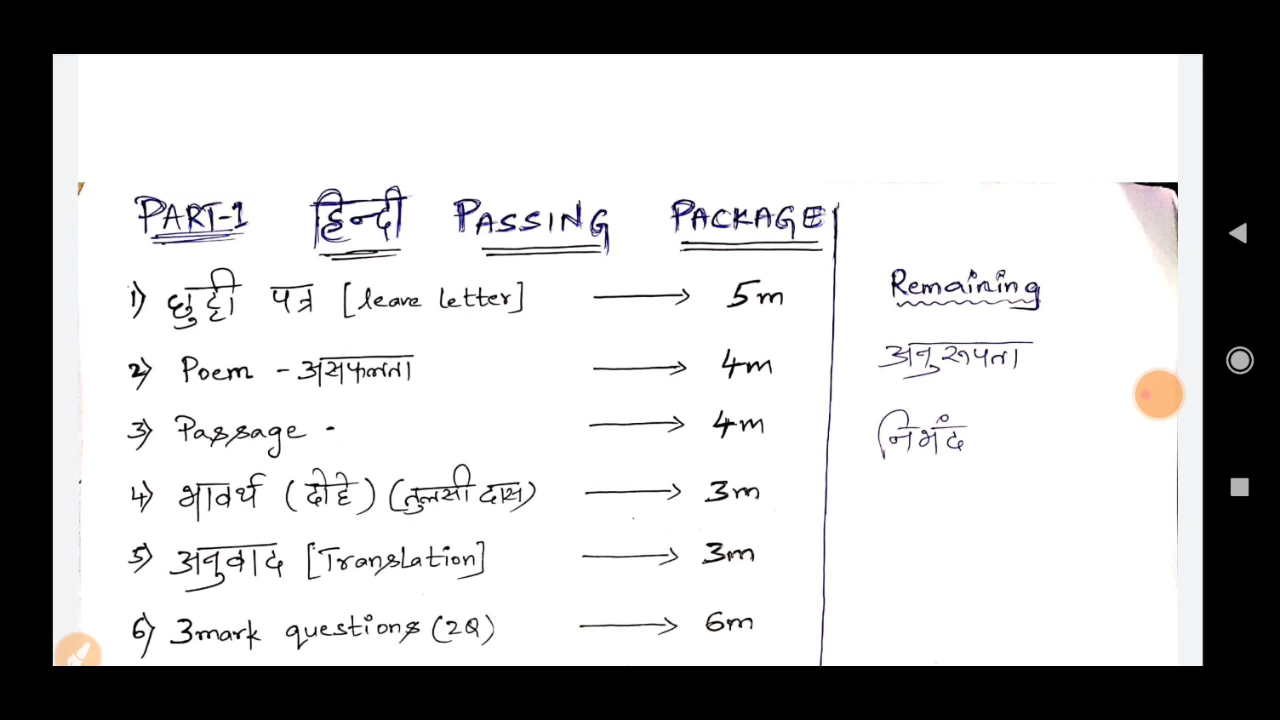 PART-1 हिन्दी PASSING PACKAGE
1) छुट्टी पत्र [leave letter] → 5m
2) Poem - असफलता → 4m
3) Passage - → 4m
4) भावर्थ (दोहे) (तुलसी दास) → 3m
5) अनुवाद [Translation] → 3m
6) 3mark questions (2Q) → 6m
Remaining
अनुरूपता
निभंद